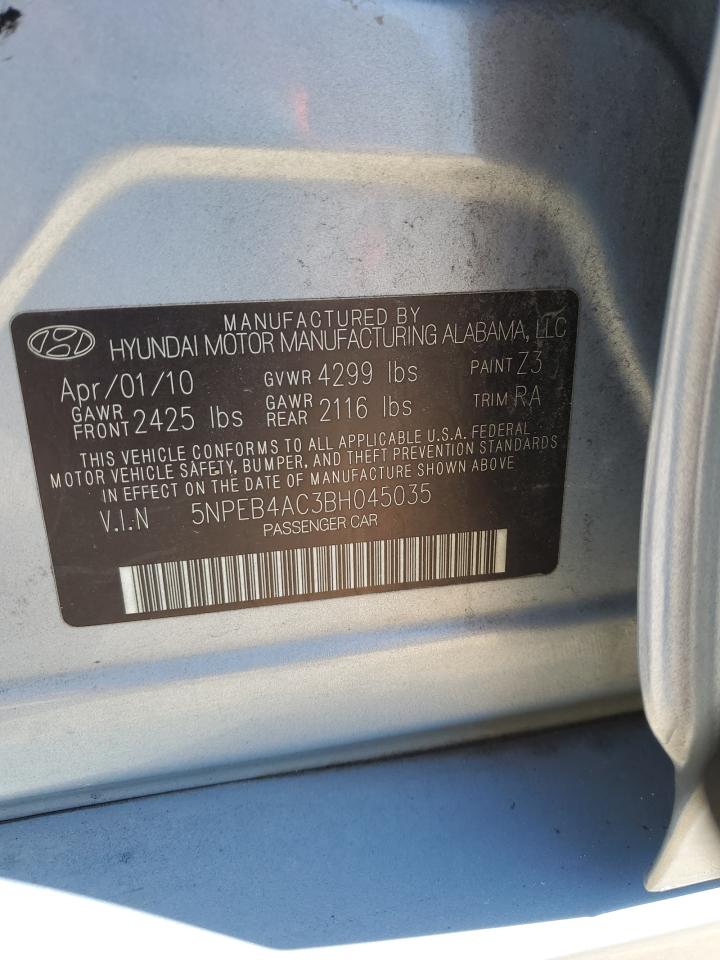 MANUFACTURED BY
HYUNDAI MOTOR MANUFACTURING ALABAMA, LLC
Apr/01/10 GVWR 4299 lbs PAINT Z3
GAWR FRONT 2425 lbs GAWR REAR 2116 lbs TRIM RA
THIS VEHICLE CONFORMS TO ALL APPLICABLE U.S.A. FEDERAL
MOTOR VEHICLE SAFETY, BUMPER, AND THEFT PREVENTION STANDARDS
IN EFFECT ON THE DATE OF MANUFACTURE SHOWN ABOVE
V.I.N 5NPEB4AC3BH045035
PASSENGER CAR